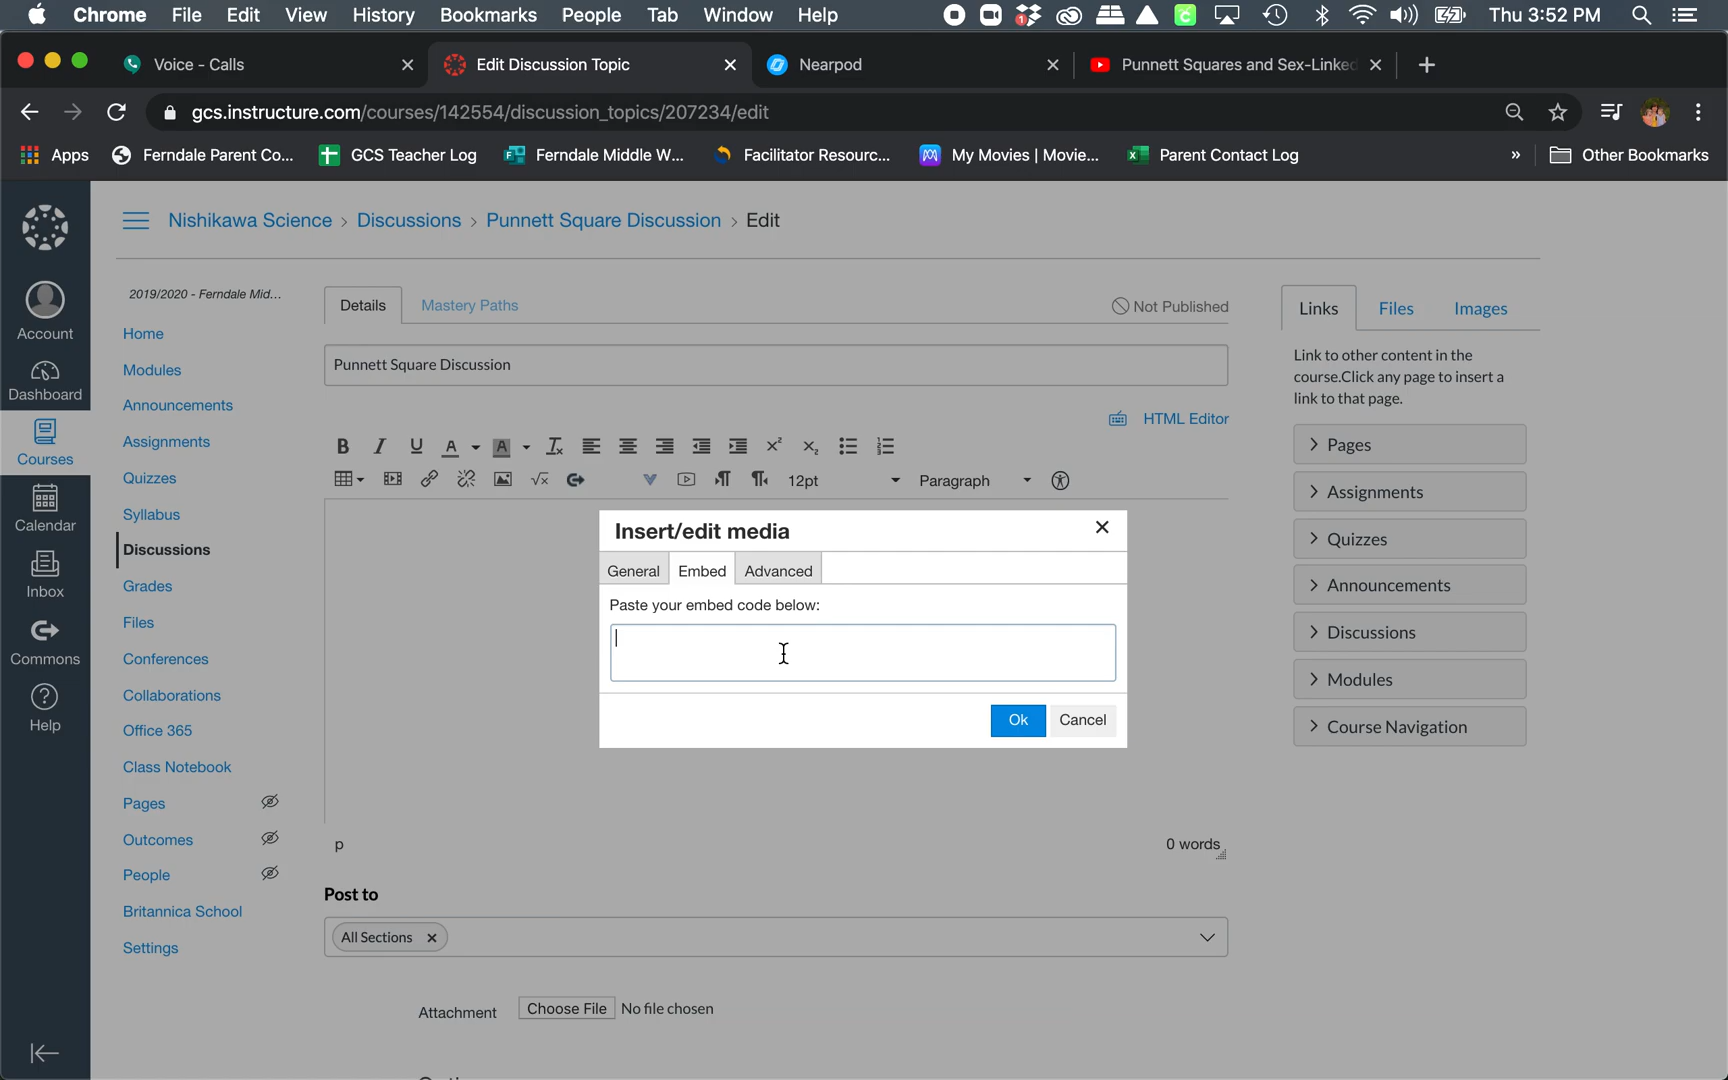 Chrome File Edit View History Bookmarks People Tab Window Help Thu 3:52 PM
Voice - Calls Edit Discussion Topic Nearpod Punnett Squares and Sex-Linked
gcs.instructure.com/courses/142554/discussion_topics/207234/edit
Apps Ferndale Parent Co... GCS Teacher Log Ferndale Middle W... Facilitator Resourc... My Movies | Movie... Parent Contact Log » Other Bookmarks
Nishikawa Science > Discussions > Punnett Square Discussion > Edit
2019/2020 - Ferndale Mid...
Account
Dashboard
Courses
Calendar
Inbox
Commons
Help
Home
Modules
Announcements
Assignments
Quizzes
Syllabus
Discussions
Grades
Files
Conferences
Collaborations
Office 365
Class Notebook
Pages
Outcomes
People
Britannica School
Settings
Details Mastery Paths Not Published
Punnett Square Discussion
HTML Editor
12pt Paragraph
Insert/edit media
General Embed Advanced
Paste your embed code below:
Ok Cancel
p 0 words
Post to
All Sections
Attachment Choose File No file chosen
Links Files Images
Link to other content in the
course.Click any page to insert a
link to that page.
Pages
Assignments
Quizzes
Announcements
Discussions
Modules
Course Navigation